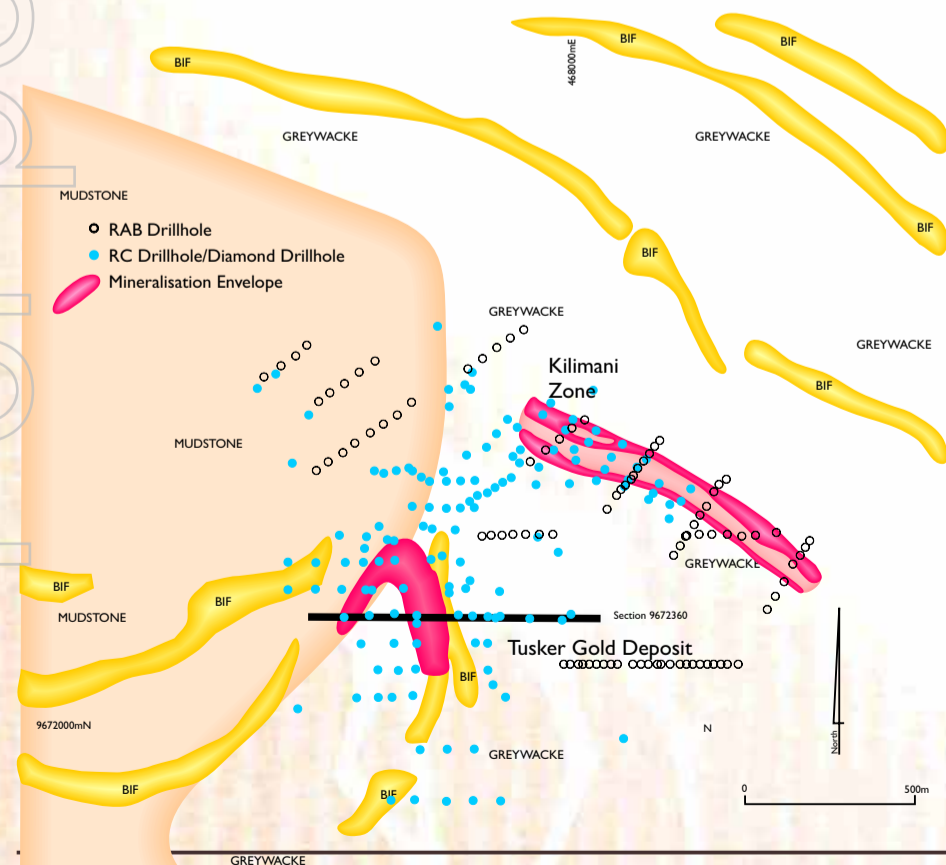 BIF
BIF
BIF
468000mE
GREYWACKE
GREYWACKE
MUDSTONE
RAB Drillhole
RC Drillhole/Diamond Drillhole
Mineralisation Envelope
BIF
BIF
GREYWACKE
GREYWACKE
Kilimani
Zone
BIF
MUDSTONE
GREYWACKE
BIF
BIF
MUDSTONE
Section 9672360
Tusker Gold Deposit
BIF
9672000mN
N
North
GREYWACKE
BIF
BIF
0
500m
GREYWACKE